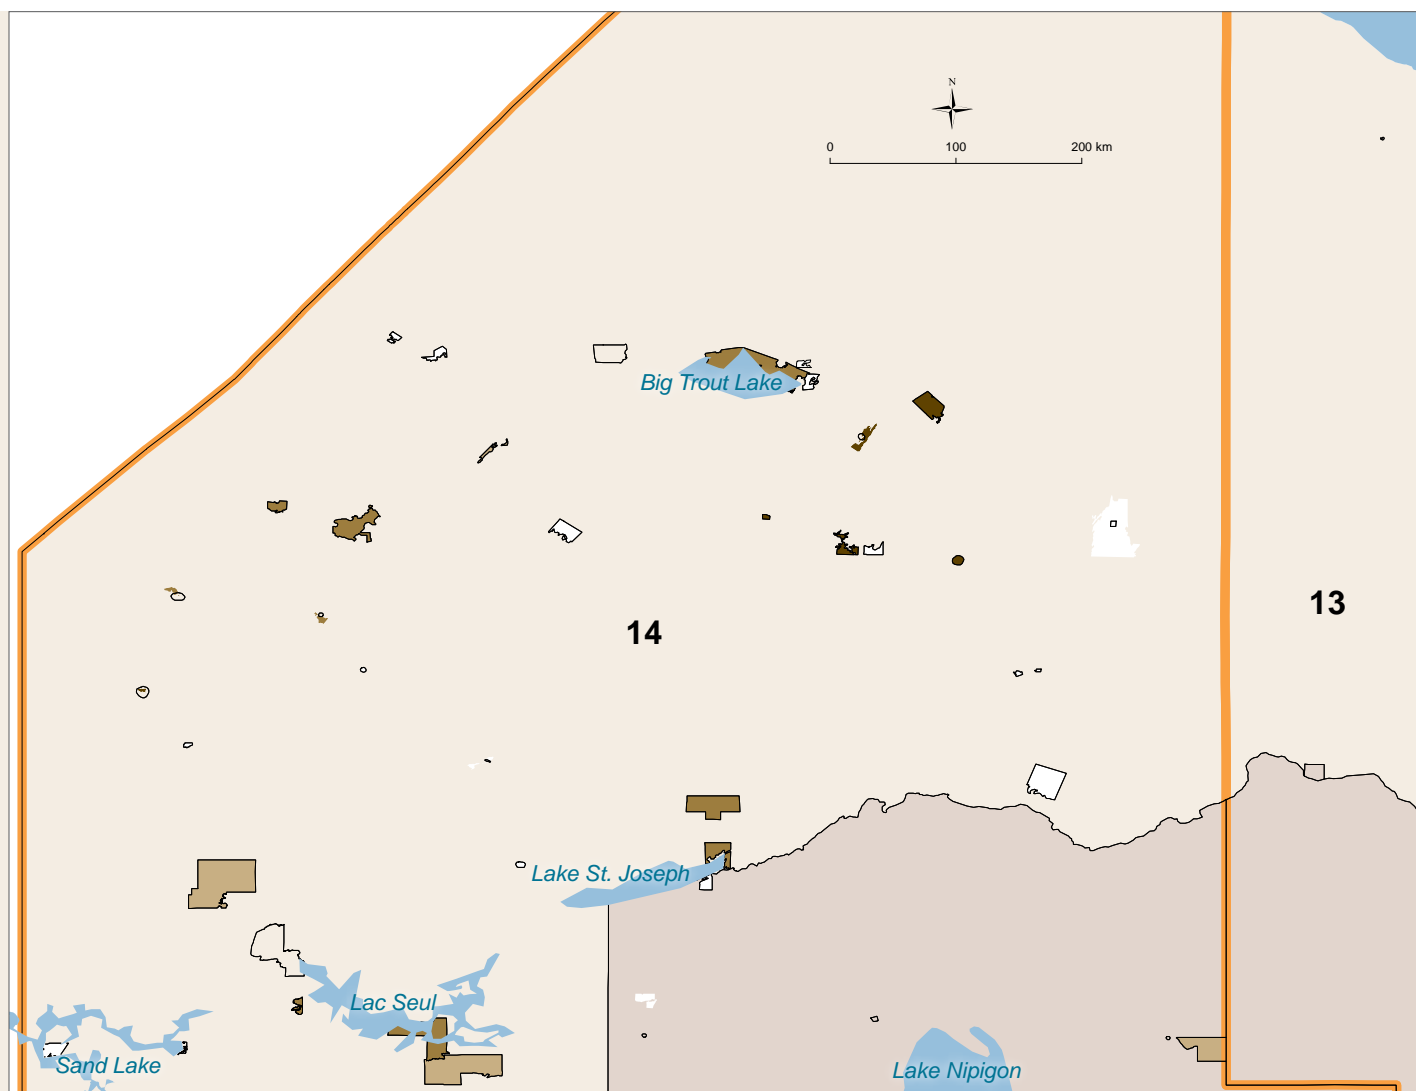 N
0 100 200 km
Big Trout Lake
13
14
Lake St. Joseph
Lac Seul
Sand Lake
Lake Nipigon